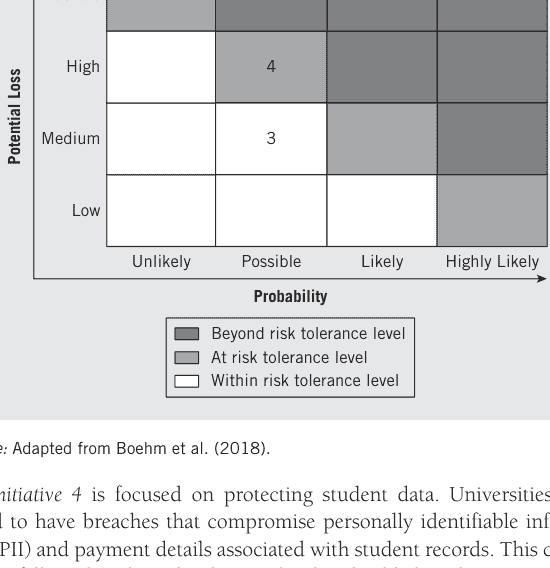 High
4
Potential Loss
Medium
3
Low
Unlikely Possible Likely Highly Likely
Probability
Beyond risk tolerance level
At risk tolerance level
Within risk tolerance level
e: Adapted from Boehm et al. (2018).
nitiative 4 is focused on protecting student data. Universities
d to have breaches that compromise personally identifiable inf
PII) and payment details associated with student records. This c